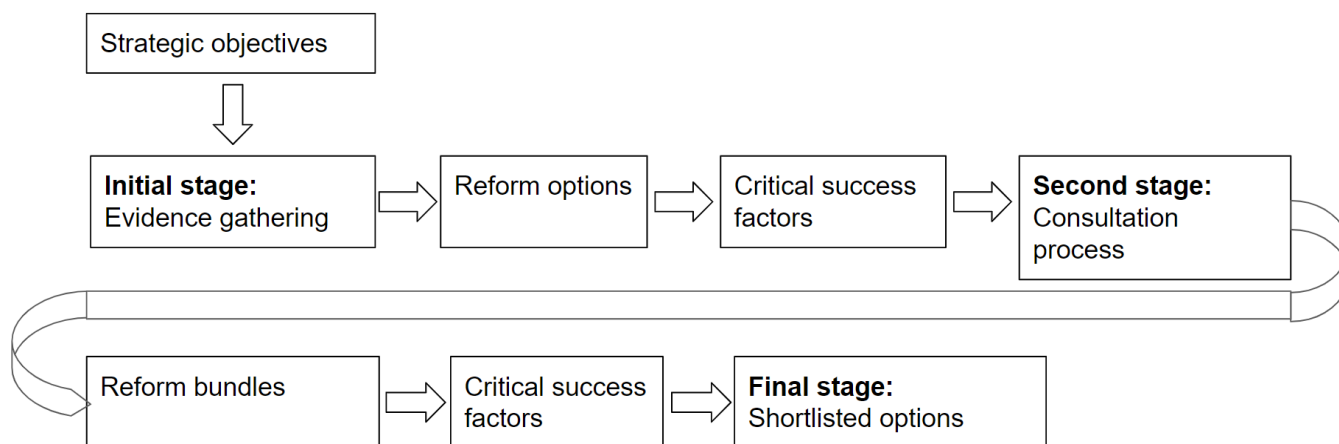 Strategic objectives
Initial stage:
Evidence gathering
Reform options
Critical success
factors
Second stage:
Consultation
process
Reform bundles
Critical success
factors
Final stage:
Shortlisted options